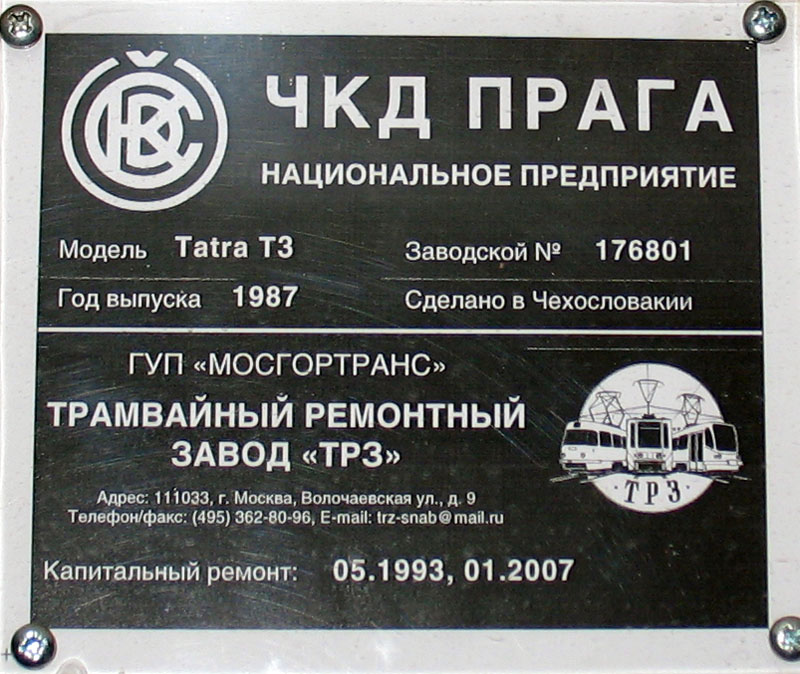 ČKD
ЧКД ПРАГА
НАЦИОНАЛЬНОЕ ПРЕДПРИЯТИЕ
Модель Tatra T3 Заводской № 176801
Год выпуска 1987 Сделано в Чехословакии
ГУП «МОСГОРТРАНС»
ТРАМВАЙНЫЙ РЕМОНТНЫЙ
ЗАВОД «ТРЗ»
Адрес: 111033, г. Москва, Волочаевская ул., д. 9
Телефон/факс: (495) 362-80-96, E-mail: trz-snab@mail.ru
·ТРЗ·
Капитальный ремонт: 05.1993, 01.2007